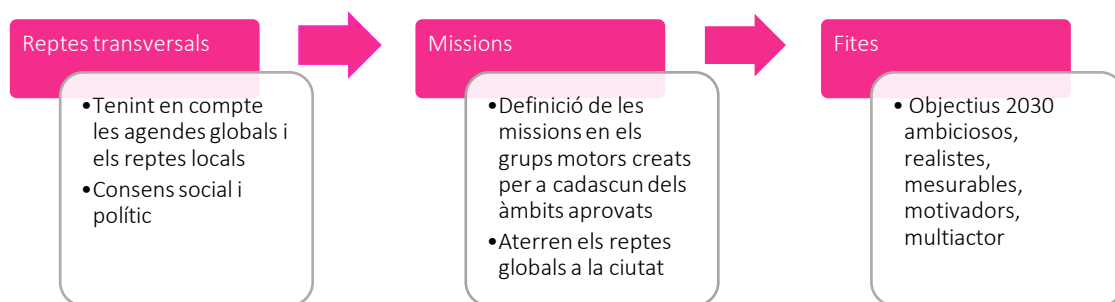 Reptes transversals
•Tenint en compte
les agendes globals i
els reptes locals
•Consens social i
polític
Missions
•Definició de les
missions en els
grups motors creats
per a cadascun dels
àmbits aprovats
•Aterren els reptes
globals a la ciutat
Fites
• Objectius 2030
ambiciosos,
realistes,
mesurables,
motivadors,
multiactor